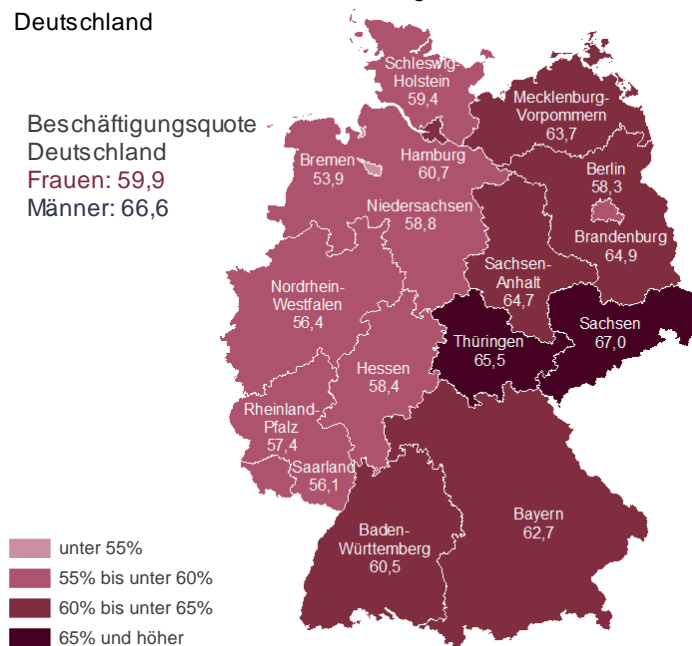 Deutschland
Beschäftigungsquote
Deutschland
Frauen: 59,9
Männer: 66,6
Schleswig-
Holstein
59,4
Mecklenburg-
Vorpommern
63,7
Hamburg
60,7
Bremen
53,9
Berlin
58,3
Niedersachsen
58,8
Brandenburg
64,9
Sachsen-
Anhalt
64,7
Nordrhein-
Westfalen
56,4
Thüringen
65,5
Sachsen
67,0
Hessen
58,4
Rheinland-
Pfalz
57,4
Saarland
56,1
Bayern
62,7
Baden-
Württemberg
60,5
unter 55%
55% bis unter 60%
60% bis unter 65%
65% und höher